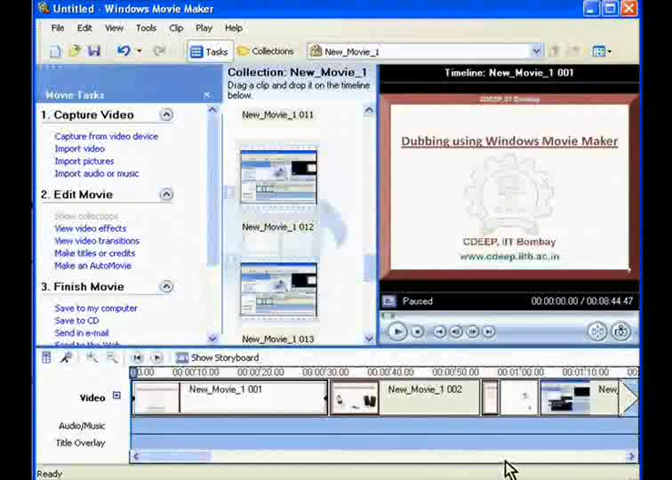 Untitled - Windows Movie Maker
File Edit View Tools Clip Play Help
Tasks Collections New_Movie_1
Movie Tasks
1. Capture Video
Capture from video device
Import video
Import pictures
Import audio or music
2. Edit Movie
Show collections
View video effects
View video transitions
Make titles or credits
Make an AutoMovie
3. Finish Movie
Save to my computer
Save to CD
Send in e-mail
Send to the Web
Collection: New_Movie_1
Drag a clip and drop it on the timeline
below.
New_Movie_1 011
New_Movie_1 012
New_Movie_1 013
Timeline: New_Movie_1 001
CDEEP, IIT Bombay
Dubbing using Windows Movie Maker
CDEEP, IIT Bombay
www.cdeep.iitb.ac.in
Paused 00:00:00.00 / 00:08:44.47
Show Storyboard
00:00:10.00 00:00:20.00 00:00:30.00 00:00:40.00 00:00:50.00 00:01:00.00
Video New_Movie_1 001 New_Movie_1 002
Audio/Music
Title Overlay
Ready